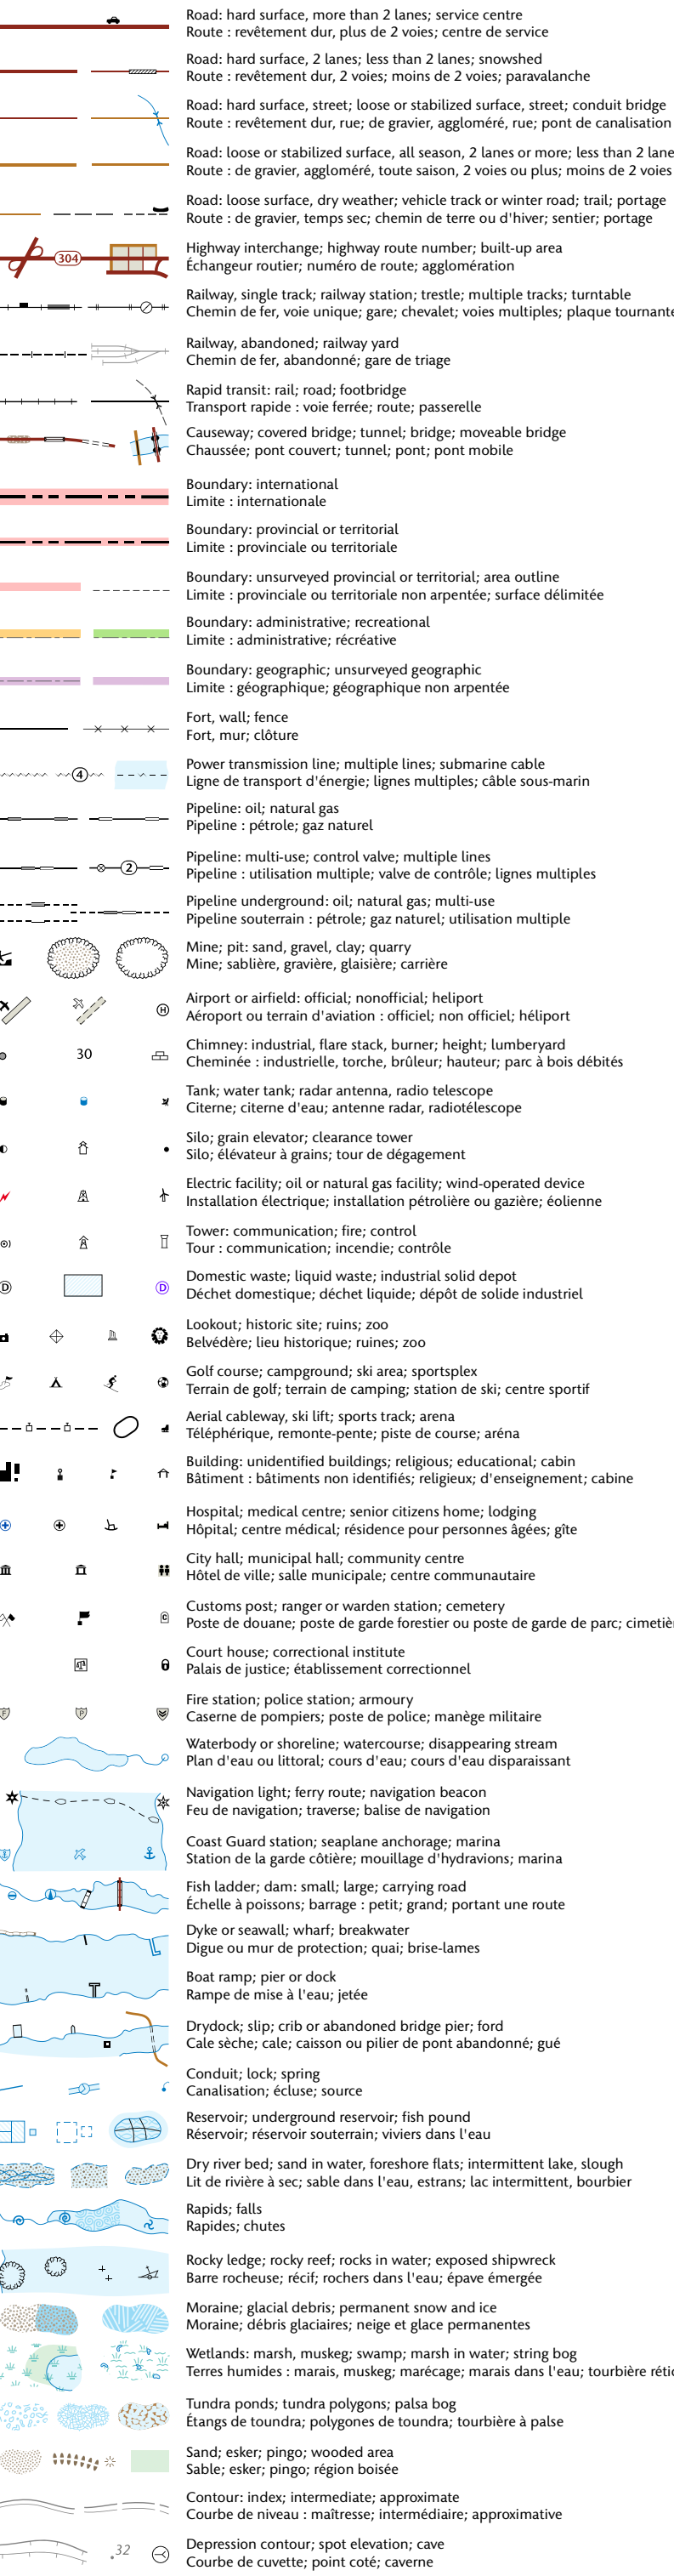 Road: hard surface, more than 2 lanes; service centre
Route : revêtement dur, plus de 2 voies; centre de service
Road: hard surface, 2 lanes; less than 2 lanes; snowshed
Route : revêtement dur, 2 voies; moins de 2 voies; paravalanche
Road: hard surface, street; loose or stabilized surface, street; conduit bridge
Route : revêtement dur, rue; de gravier, aggloméré, rue; pont de canalisation
Road: loose or stabilized surface, all season, 2 lanes or more; less than 2 lane
Route : de gravier, aggloméré, toute saison, 2 voies ou plus; moins de 2 voies
Road: loose surface, dry weather; vehicle track or winter road; trail; portage
Route : de gravier, temps sec; chemin de terre ou d'hiver; sentier; portage
304
Highway interchange; highway route number; built-up area
Échangeur routier; numéro de route; agglomération
Railway, single track; railway station; trestle; multiple tracks; turntable
Chemin de fer, voie unique; gare; chevalet; voies multiples; plaque tournante
Railway, abandoned; railway yard
Chemin de fer, abandonné; gare de triage
Rapid transit: rail; road; footbridge
Transport rapide : voie ferrée; route; passerelle
Causeway; covered bridge; tunnel; bridge; moveable bridge
Chaussée; pont couvert; tunnel; pont; pont mobile
Boundary: international
Limite : internationale
Boundary: provincial or territorial
Limite : provinciale ou territoriale
Boundary: unsurveyed provincial or territorial; area outline
Limite : provinciale ou territoriale non arpentée; surface délimitée
Boundary: administrative; recreational
Limite : administrative; récréative
Boundary: geographic; unsurveyed geographic
Limite : géographique; géographique non arpentée
Fort, wall; fence
Fort, mur; clôture
4
Power transmission line; multiple lines; submarine cable
Ligne de transport d'énergie; lignes multiples; câble sous-marin
Pipeline: oil; natural gas
Pipeline : pétrole; gaz naturel
2
Pipeline: multi-use; control valve; multiple lines
Pipeline : utilisation multiple; valve de contrôle; lignes multiples
Pipeline underground: oil; natural gas; multi-use
Pipeline souterrain : pétrole; gaz naturel; utilisation multiple
Mine; pit: sand, gravel, clay; quarry
Mine; sablière, gravière, glaisière; carrière
H
Airport or airfield: official; nonofficial; heliport
Aéroport ou terrain d'aviation : officiel; non officiel; héliport
30
Chimney: industrial, flare stack, burner; height; lumberyard
Cheminée : industrielle, torche, brûleur; hauteur; parc à bois débités
Tank; water tank; radar antenna, radio telescope
Citerne; citerne d'eau; antenne radar, radiotélescope
Silo; grain elevator; clearance tower
Silo; élévateur à grains; tour de dégagement
Electric facility; oil or natural gas facility; wind-operated device
Installation électrique; installation pétrolière ou gazière; éolienne
Tower: communication; fire; control
Tour : communication; incendie; contrôle
D D
Domestic waste; liquid waste; industrial solid depot
Déchet domestique; déchet liquide; dépôt de solide industriel
Lookout; historic site; ruins; zoo
Belvédère; lieu historique; ruines; zoo
Golf course; campground; ski area; sportsplex
Terrain de golf; terrain de camping; station de ski; centre sportif
Aerial cableway, ski lift; sports track; arena
Téléphérique, remonte-pente; piste de course; aréna
Building: unidentified buildings; religious; educational; cabin
Bâtiment : bâtiments non identifiés; religieux; d'enseignement; cabine
Hospital; medical centre; senior citizens home; lodging
Hôpital; centre médical; résidence pour personnes âgées; gîte
City hall; municipal hall; community centre
Hôtel de ville; salle municipale; centre communautaire
C
Customs post; ranger or warden station; cemetery
Poste de douane; poste de garde forestier ou poste de garde de parc; cimetiè
Court house; correctional institute
Palais de justice; établissement correctionnel
F P
Fire station; police station; armoury
Caserne de pompiers; poste de police; manège militaire
Waterbody or shoreline; watercourse; disappearing stream
Plan d'eau ou littoral; cours d'eau; cours d'eau disparaissant
Navigation light; ferry route; navigation beacon
Feu de navigation; traverse; balise de navigation
Coast Guard station; seaplane anchorage; marina
Station de la garde côtière; mouillage d'hydravions; marina
Fish ladder; dam: small; large; carrying road
Échelle à poissons; barrage : petit; grand; portant une route
Dyke or seawall; wharf; breakwater
Digue ou mur de protection; quai; brise-lames
Boat ramp; pier or dock
Rampe de mise à l'eau; jetée
Drydock; slip; crib or abandoned bridge pier; ford
Cale sèche; cale; caisson ou pilier de pont abandonné; gué
Conduit; lock; spring
Canalisation; écluse; source
Reservoir; underground reservoir; fish pound
Réservoir; réservoir souterrain; viviers dans l'eau
Dry river bed; sand in water, foreshore flats; intermittent lake, slough
Lit de rivière à sec; sable dans l'eau, estrans; lac intermittent, bourbier
Rapids; falls
Rapides; chutes
Rocky ledge; rocky reef; rocks in water; exposed shipwreck
Barre rocheuse; récif; rochers dans l'eau; épave émergée
Moraine; glacial debris; permanent snow and ice
Moraine; débris glaciaires; neige et glace permanentes
Wetlands: marsh, muskeg; swamp; marsh in water; string bog
Terres humides : marais, muskeg; marécage; marais dans l'eau; tourbière rétic
Tundra ponds; tundra polygons; palsa bog
Étangs de toundra; polygones de toundra; tourbière à palse
Sand; esker; pingo; wooded area
Sable; esker; pingo; région boisée
Contour: index; intermediate; approximate
Courbe de niveau : maîtresse; intermédiaire; approximative
32
Depression contour; spot elevation; cave
Courbe de cuvette; point coté; caverne